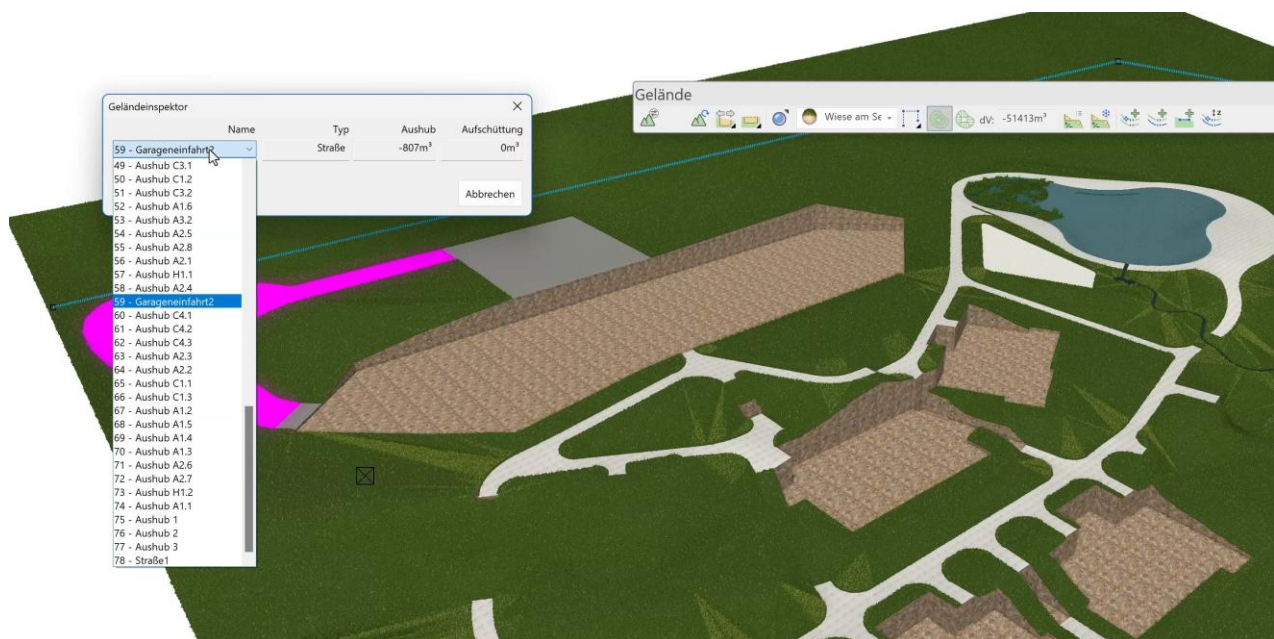 Gelände
Wiese am Se
dV: -51413m³
Geländeinspektor
Name Typ Aushub Aufschüttung
59 - Garageneinfahrt2 Straße -807m³ 0m³
Abbrechen
49 - Aushub C3.1
50 - Aushub C1.2
51 - Aushub C3.2
52 - Aushub A1.6
53 - Aushub A3.2
54 - Aushub A2.5
55 - Aushub A2.8
56 - Aushub A2.1
57 - Aushub H1.1
58 - Aushub A2.4
59 - Garageneinfahrt2
60 - Aushub C4.1
61 - Aushub C4.2
62 - Aushub C4.3
63 - Aushub A2.3
64 - Aushub A2.2
65 - Aushub C1.1
66 - Aushub C1.3
67 - Aushub A1.2
68 - Aushub A1.5
69 - Aushub A1.4
70 - Aushub A1.3
71 - Aushub A2.6
72 - Aushub A2.7
73 - Aushub H1.2
74 - Aushub A1.1
75 - Aushub 1
76 - Aushub 2
77 - Aushub 3
78 - Straße1